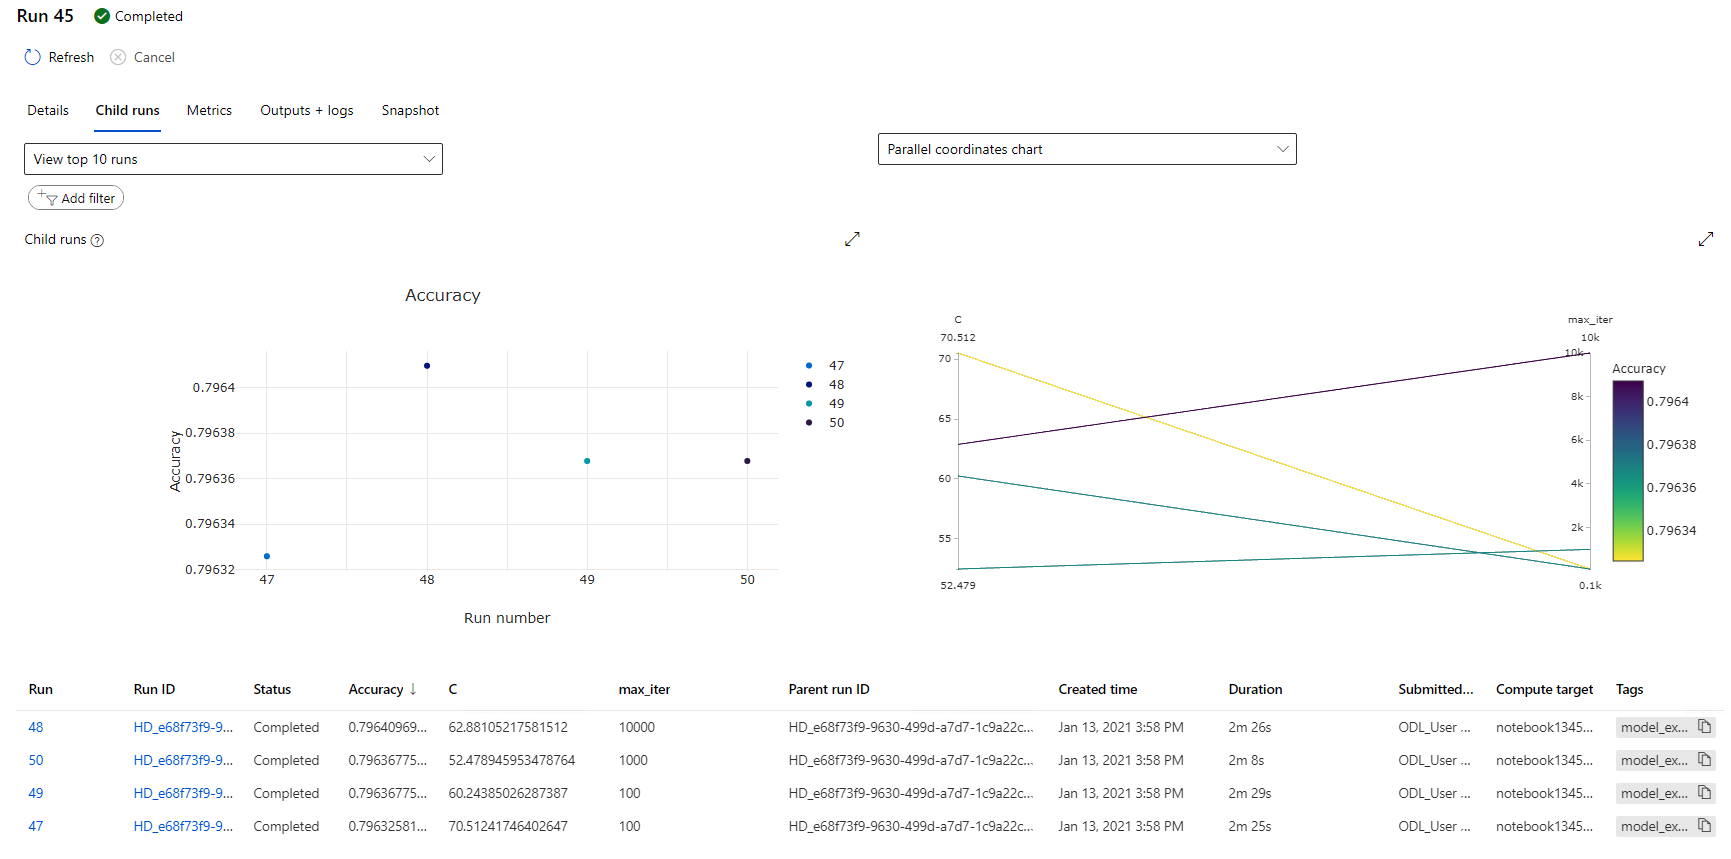 Run 45 Completed
Refresh Cancel
Details Child runs Metrics Outputs + logs Snapshot
View top 10 runs
Parallel coordinates chart
Add filter
Child runs
Accuracy
Accuracy
0.7964
0.79638
0.79636
0.79634
0.79632
47 48 49 50
Run number
47
48
49
50
C
70.512
70
65
60
55
52.479
max_iter
10k
10k
8k
6k
4k
2k
0.1k
Accuracy
0.7964
0.79638
0.79636
0.79634
Run Run ID Status Accuracy ↓ C max_iter Parent run ID Created time Duration Submitted... Compute target Tags
48 HD_e68f73f9-9... Completed 0.79640969... 62.88105217581512 10000 HD_e68f73f9-9630-499d-a7d7-1c9a22c... Jan 13, 2021 3:58 PM 2m 26s ODL_User ... notebook1345... model_ex...
50 HD_e68f73f9-9... Completed 0.79636775... 52.478945953478764 1000 HD_e68f73f9-9630-499d-a7d7-1c9a22c... Jan 13, 2021 3:58 PM 2m 8s ODL_User ... notebook1345... model_ex...
49 HD_e68f73f9-9... Completed 0.79636775... 60.24385026287387 100 HD_e68f73f9-9630-499d-a7d7-1c9a22c... Jan 13, 2021 3:58 PM 2m 29s ODL_User ... notebook1345... model_ex...
47 HD_e68f73f9-9... Completed 0.79632581... 70.51241746402647 100 HD_e68f73f9-9630-499d-a7d7-1c9a22c... Jan 13, 2021 3:58 PM 2m 25s ODL_User ... notebook1345... model_ex...